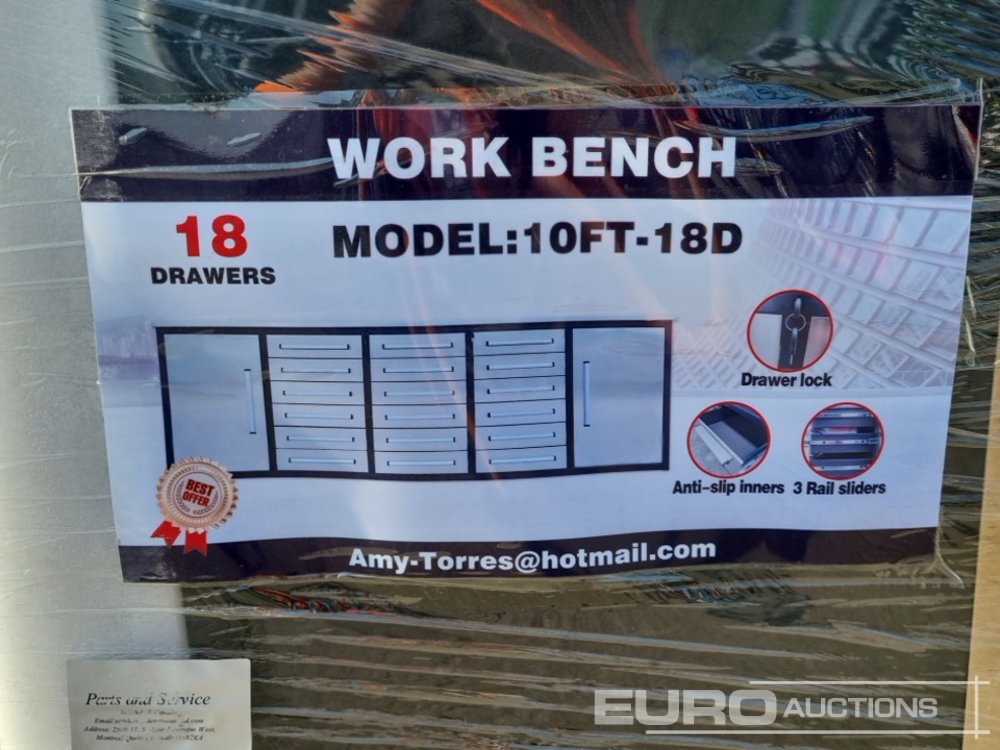 WORK BENCH
18
DRAWERS
MODEL:10FT-18D
Drawer lock
Anti-slip inners
3 Rail sliders
BEST
OFFER
Amy-Torres@hotmail.com
Parts and Service
Montreal
EURO AUCTIONS